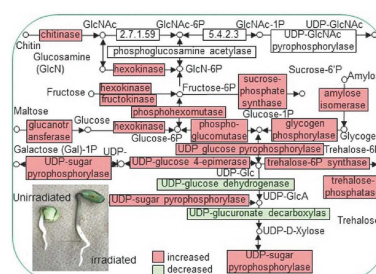 GlcNAc GlcNAc-6P GlcNAc-1P UDP-GlcNAc
chitinase 2.7.1.59 5.4.2.3 UDP-GlcNAc
pyrophosphorylase
Chitin
phosphoglucosamine acetylase
Glucosamine
(GlcN)
hexokinase
GlcN-6P
Sucrose-6'P
Fructose
hexokinase
fructokinase
Fructose-6P
sucrose-
phosphate
synthase
Amylo
amylose
isomerase
phosphohexomutase
Maltose
Glucose-1P
glucanotr
ansferase
Glucose
hexokinase
Glucose-6P
phospho-
glucomutase
glycogen
phosphorylase
Glycoge
UDP glucose pyrophosphorylase
Trehalose-6P
Galactose (Gal)-1P
UDP-
UDP-sugar
pyrophosphorylase
UDP-glucose 4-epimerase
trehalose-6P synthase
UDP-Glc
UDP-glucose dehydrogenase
trehalose-
phosphatase
Unirradiated
UDP-sugar pyrophosphorylase
UDP-GlcA
UDP-glucuronate decarboxylas
Trehalose
UDP-D-Xylose
irradiated
increased
decreased
UDP-sugar
pyrophosphorylase